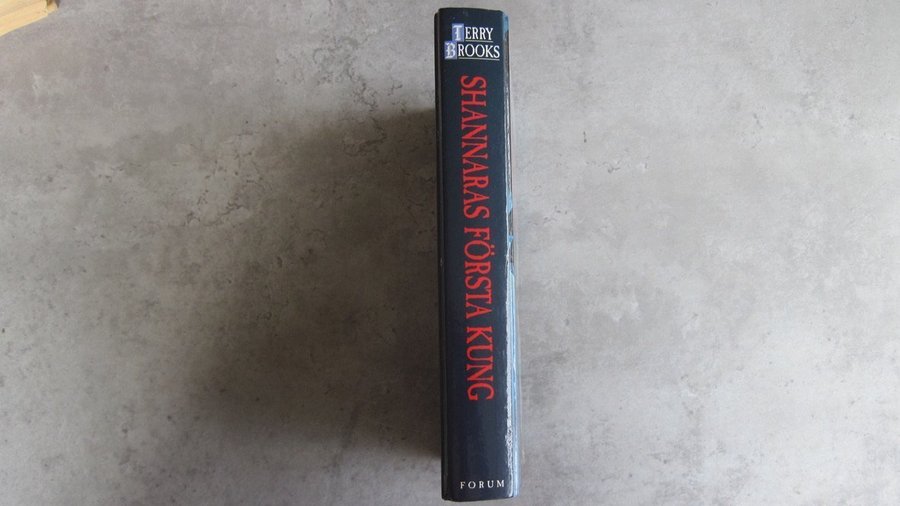 TERRY
BROOKS
SHANNARAS FÖRSTA KUNG
FORUM